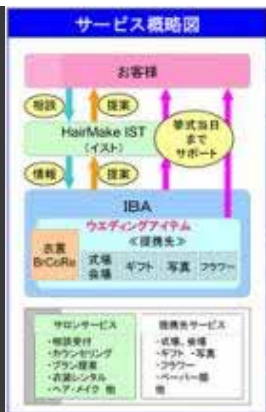 サービス概略図
お客様
相談
提案
挙式当日
まで
サポート
HairMake IST
(イスト)
情報
提案
IBA
ウエディングアイテム
≪提携先≫
衣裳
BrCoRe
式場
会場
ギフト
写真
フラワー
サロンサービス
・相談受付
・カウンセリング
・プラン提案
・衣裳レンタル
・ヘア・メイク 他
提携先サービス
・式場、会場
・ギフト ・写真
・フラワー
・ペーパー類
他